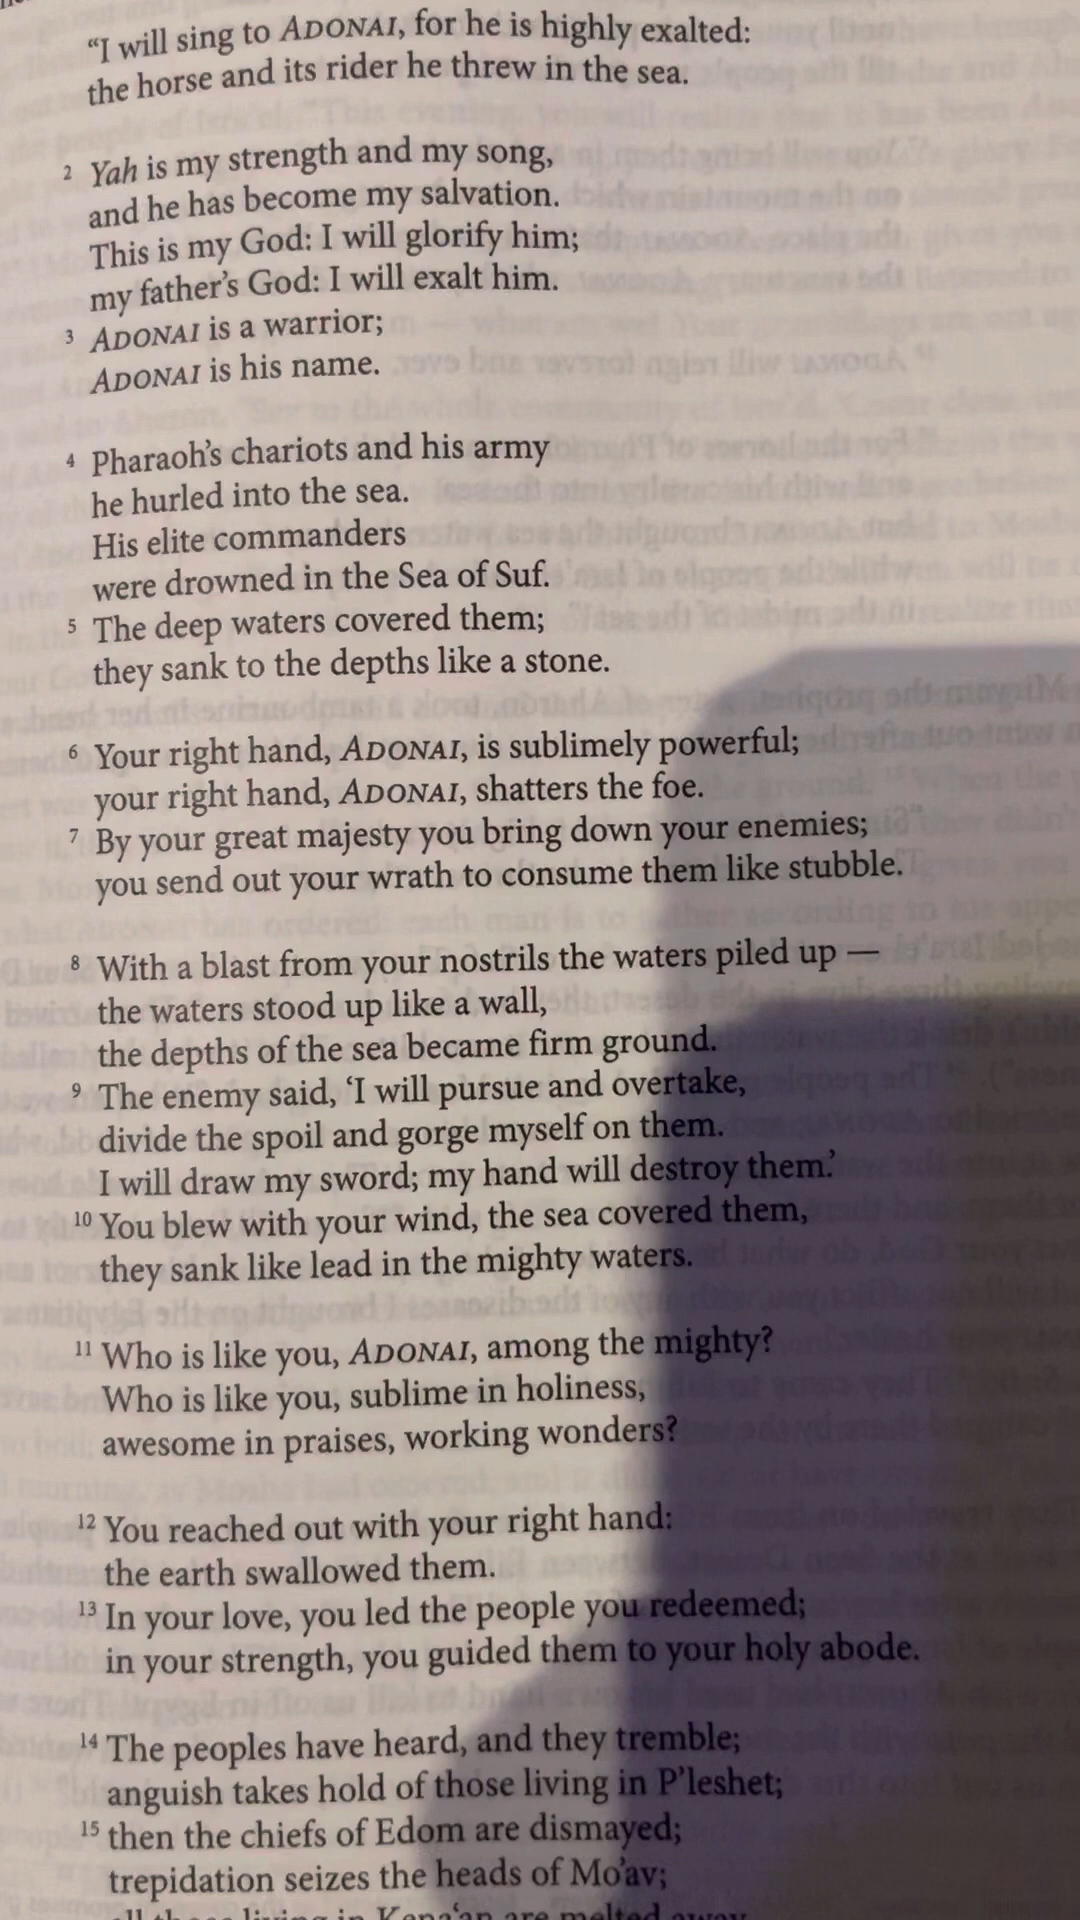 “I will sing to ADONAI, for he is highly exalted:
the horse and its rider he threw in the sea.
2 Yah is my strength and my song,
and he has become my salvation.
This is my God: I will glorify him;
my father’s God: I will exalt him.
3 ADONAI is a warrior;
ADONAI is his name.
4 Pharaoh’s chariots and his army
he hurled into the sea.
His elite commanders
were drowned in the Sea of Suf.
5 The deep waters covered them;
they sank to the depths like a stone.
6 Your right hand, ADONAI, is sublimely powerful;
your right hand, ADONAI, shatters the foe.
7 By your great majesty you bring down your enemies;
you send out your wrath to consume them like stubble.
8 With a blast from your nostrils the waters piled up —
the waters stood up like a wall,
the depths of the sea became firm ground.
9 The enemy said, ‘I will pursue and overtake,
divide the spoil and gorge myself on them.
I will draw my sword; my hand will destroy them.’
10 You blew with your wind, the sea covered them,
they sank like lead in the mighty waters.
11 Who is like you, ADONAI, among the mighty?
Who is like you, sublime in holiness,
awesome in praises, working wonders?
12 You reached out with your right hand:
the earth swallowed them.
13 In your love, you led the people you redeemed;
in your strength, you guided them to your holy abode.
14 The peoples have heard, and they tremble;
anguish takes hold of those living in P’leshet;
15 then the chiefs of Edom are dismayed;
trepidation seizes the heads of Mo’av;
all those living in Kena‘an are melted away